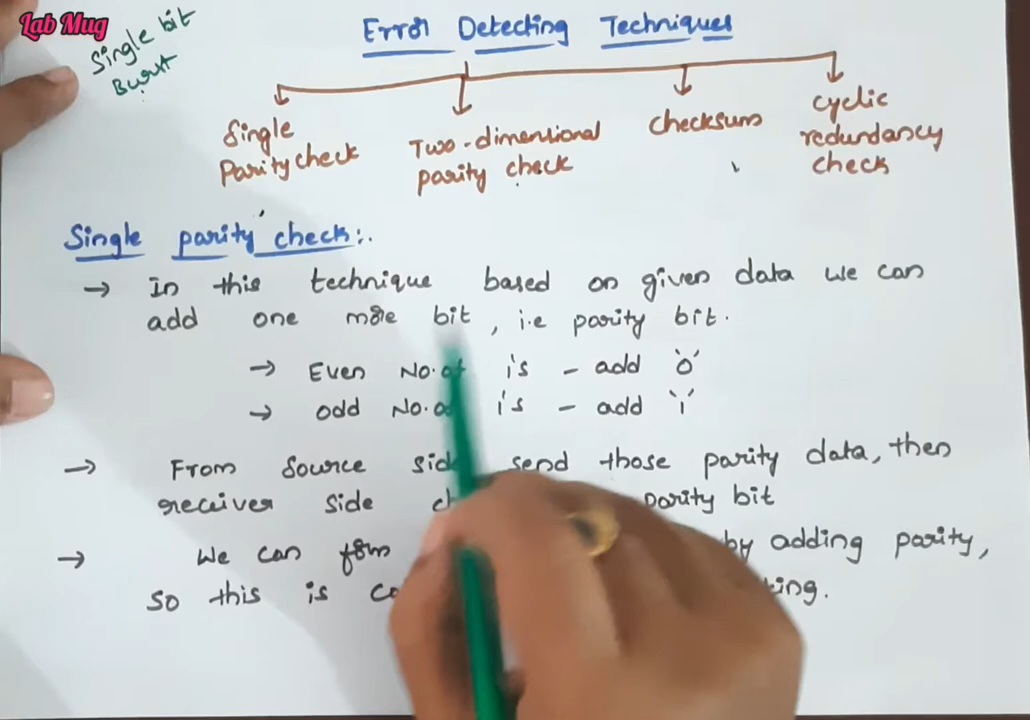 Lab Mug
Single bit
Burst
Error Detecting Techniques
Single
Parity check
Two-dimensional
parity check
checksum
cyclic
redundancy
check
Single parity check:.
→ In this technique based on given data we can
add one more bit, i.e parity bit.
→ Even No.of 1's - add '0'
→ odd No.of 1's - add '1'
→ From source side send those parity data, then
receiver side parity bit
→ We can form by adding parity,
so this is